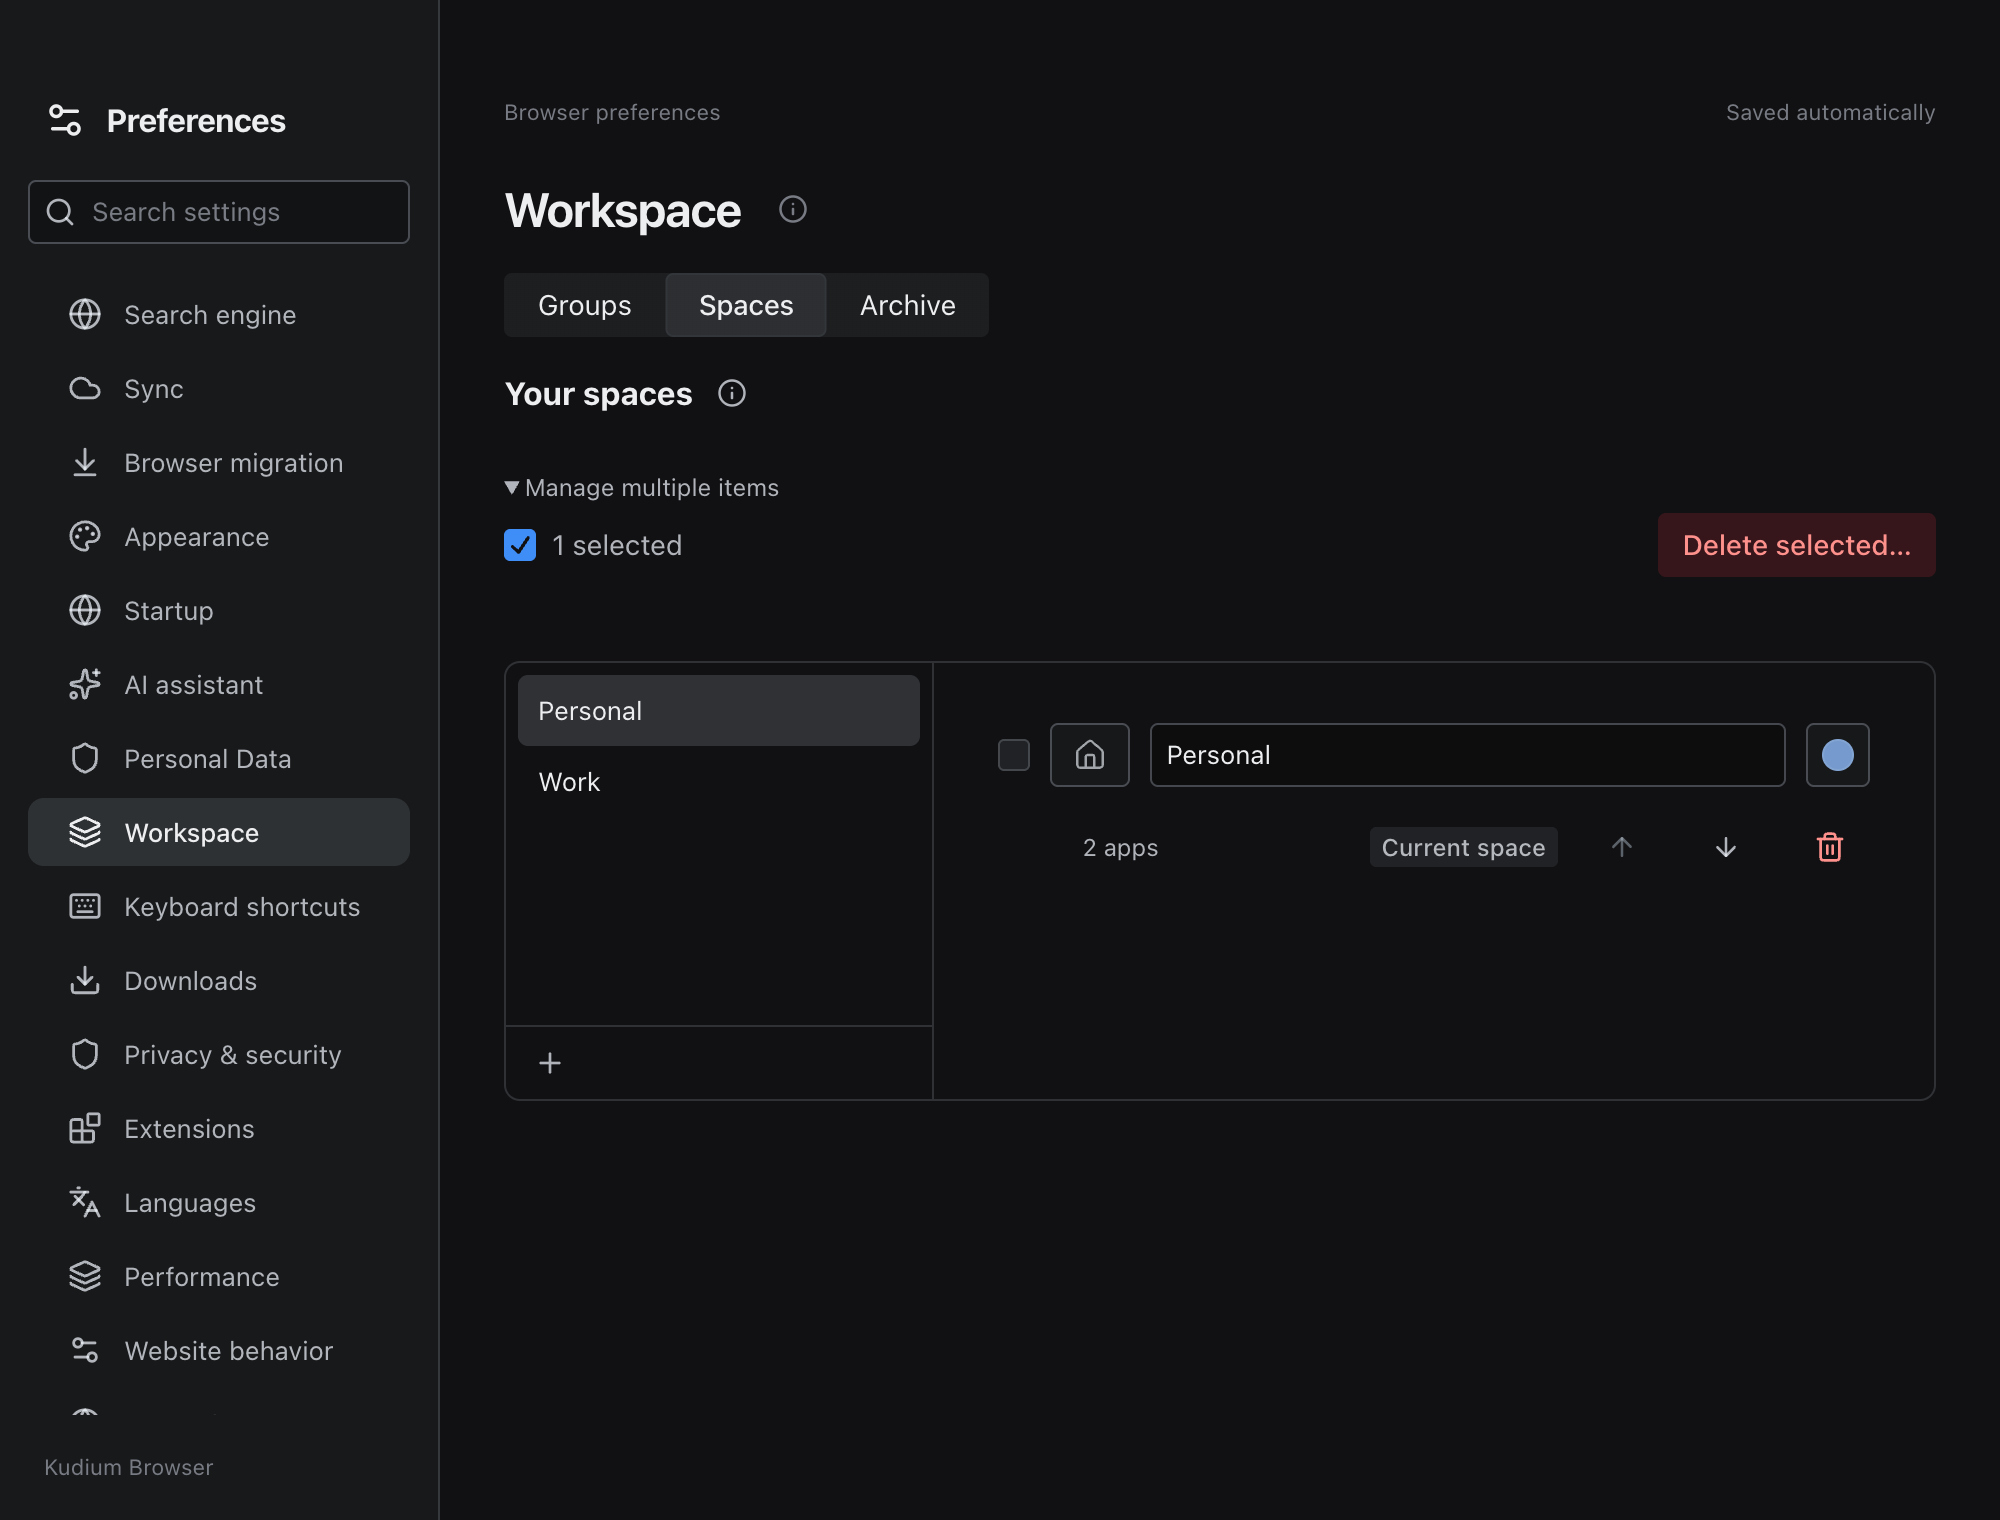 Preferences
Search settings
Search engine
Sync
Browser migration
Appearance
Startup
AI assistant
Personal Data
Workspace
Keyboard shortcuts
Downloads
Privacy & security
Extensions
Languages
Performance
Website behavior
Kudium Browser
Browser preferences
Saved automatically
Workspace
Groups Spaces Archive
Your spaces
Manage multiple items
1 selected
Delete selected...
Personal
Work
Personal
2 apps
Current space